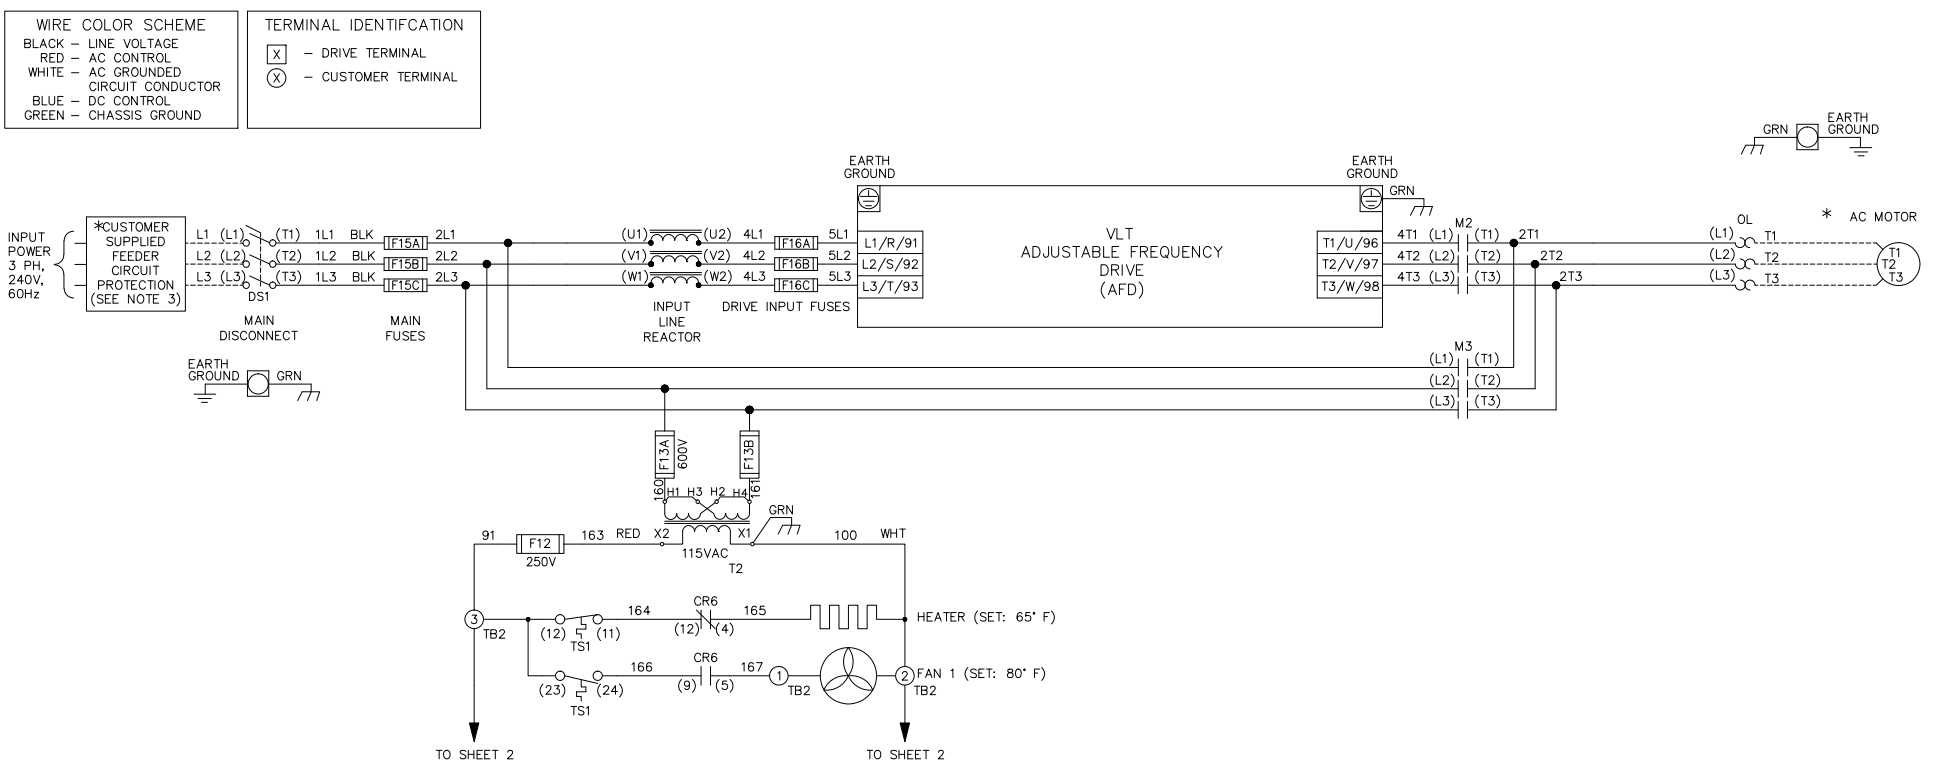 WIRE COLOR SCHEME
BLACK – LINE VOLTAGE
RED – AC CONTROL
WHITE – AC GROUNDED
CIRCUIT CONDUCTOR
BLUE – DC CONTROL
GREEN – CHASSIS GROUND
TERMINAL IDENTIFCATION
X – DRIVE TERMINAL
X – CUSTOMER TERMINAL
GRN
EARTH
GROUND
EARTH
GROUND
EARTH
GROUND
GRN
INPUT
POWER
3 PH,
240V,
60Hz
*CUSTOMER
SUPPLIED
FEEDER
CIRCUIT
PROTECTION
(SEE NOTE 3)
L1 (L1) (T1) 1L1 BLK F15A 2L1
L2 (L2) (T2) 1L2 BLK F15B 2L2
L3 (L3) (T3) 1L3 BLK F15C 2L3
DS1
MAIN
DISCONNECT
MAIN
FUSES
(U1) (U2) 4L1 F16A 5L1 L1/R/91
(V1) (V2) 4L2 F16B 5L2 L2/S/92
(W1) (W2) 4L3 F16C 5L3 L3/T/93
INPUT
LINE
REACTOR
DRIVE INPUT FUSES
VLT
ADJUSTABLE FREQUENCY
DRIVE
(AFD)
M2
T1/U/96 4T1 (L1) (T1) 2T1
T2/V/97 4T2 (L2) (T2) 2T2
T3/W/98 4T3 (L3) (T3) 2T3
OL
(L1) T1
(L2) T2
(L3) T3
* AC MOTOR
T1
T2
T3
M3
(L1) (T1)
(L2) (T2)
(L3) (T3)
EARTH
GROUND
GRN
F13A
600V
F13B
160
161
H1 H3 H2 H4
GRN
91 F12 163 RED X2 X1 100 WHT
250V
115VAC
T2
3
TB2
(12) (11) 164 CR6 165 HEATER (SET: 65° F)
TS1
(12) (4)
(23) (24) 166 CR6 167 1 2 FAN 1 (SET: 80° F)
TS1
(9) (5)
TB2
TB2
TO SHEET 2
TO SHEET 2